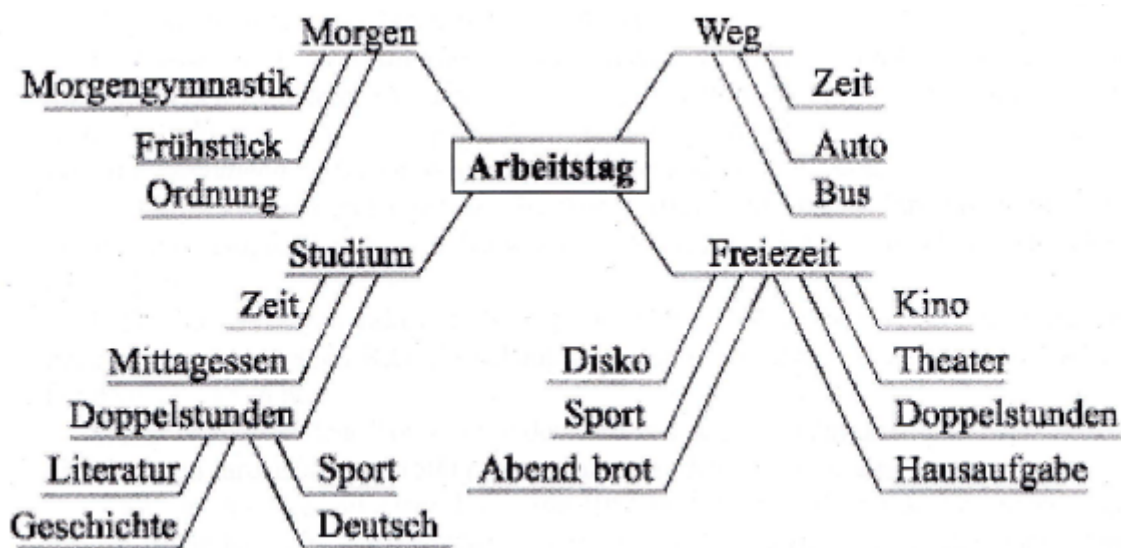 Morgen
Morgengymnastik
Frühstück
Ordnung
Weg
Zeit
Auto
Bus
Arbeitstag
Studium
Zeit
Mittagessen
Doppelstunden
Literatur
Geschichte
Sport
Deutsch
Freiezeit
Disko
Sport
Abend brot
Kino
Theater
Doppelstunden
Hausaufgabe